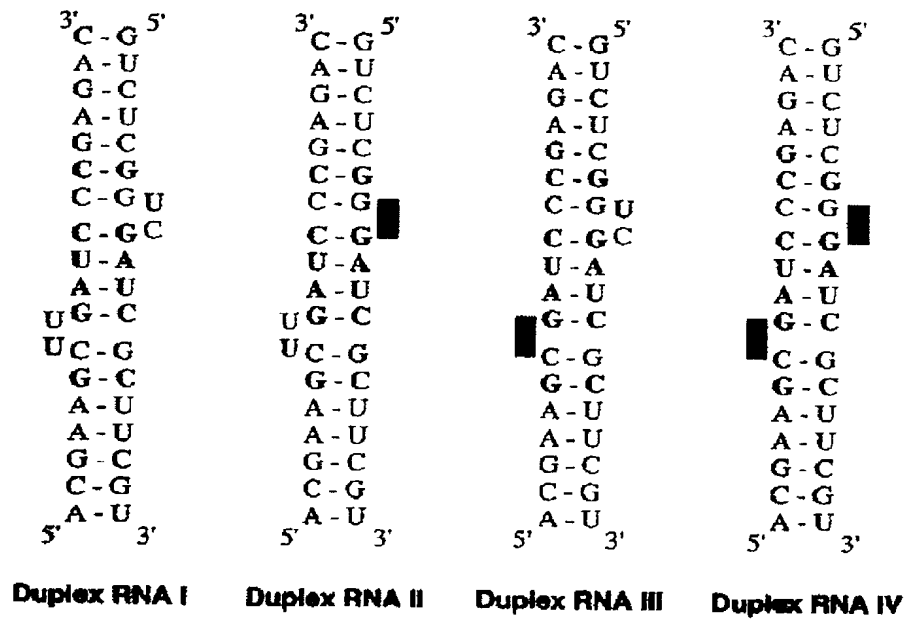 3' C - G 5'
A - U
G - C
A - U
G - C
C - G
C - G U
C
C - G
U - A
A - U
U G - C
U C - G
G - C
A - U
A - U
G - C
C - G
5' A - U 3'
Duplex RNA I
3' C - G 5'
A - U
G - C
A - U
G - C
C - G
C - G
C - G
U - A
A - U
U G - C
U C - G
G - C
A - U
A - U
G - C
C - G
5' A - U 3'
Duplex RNA II
3' C - G 5'
A - U
G - C
A - U
G - C
C - G
C - G U
C
C - G
U - A
A - U
G - C
C - G
G - C
A - U
A - U
G - C
C - G
5' A - U 3'
Duplex RNA III
3' C - G 5'
A - U
G - C
A - U
G - C
C - G
C - G
C - G
U - A
A - U
G - C
C - G
G - C
A - U
A - U
G - C
C - G
5' A - U 3'
Duplex RNA IV